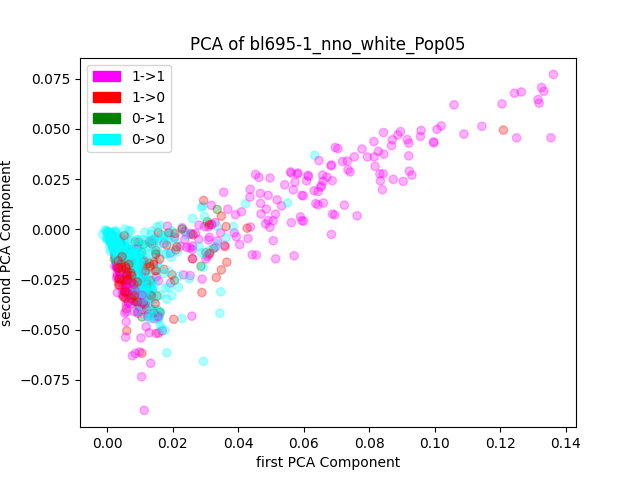 PCA of bl695-1_nno_white_Pop05
1->1
1->0
0->1
0->0
0.075
0.050
0.025
0.000
−0.025
−0.050
−0.075
second PCA Component
0.00 0.02 0.04 0.06 0.08 0.10 0.12 0.14
first PCA Component